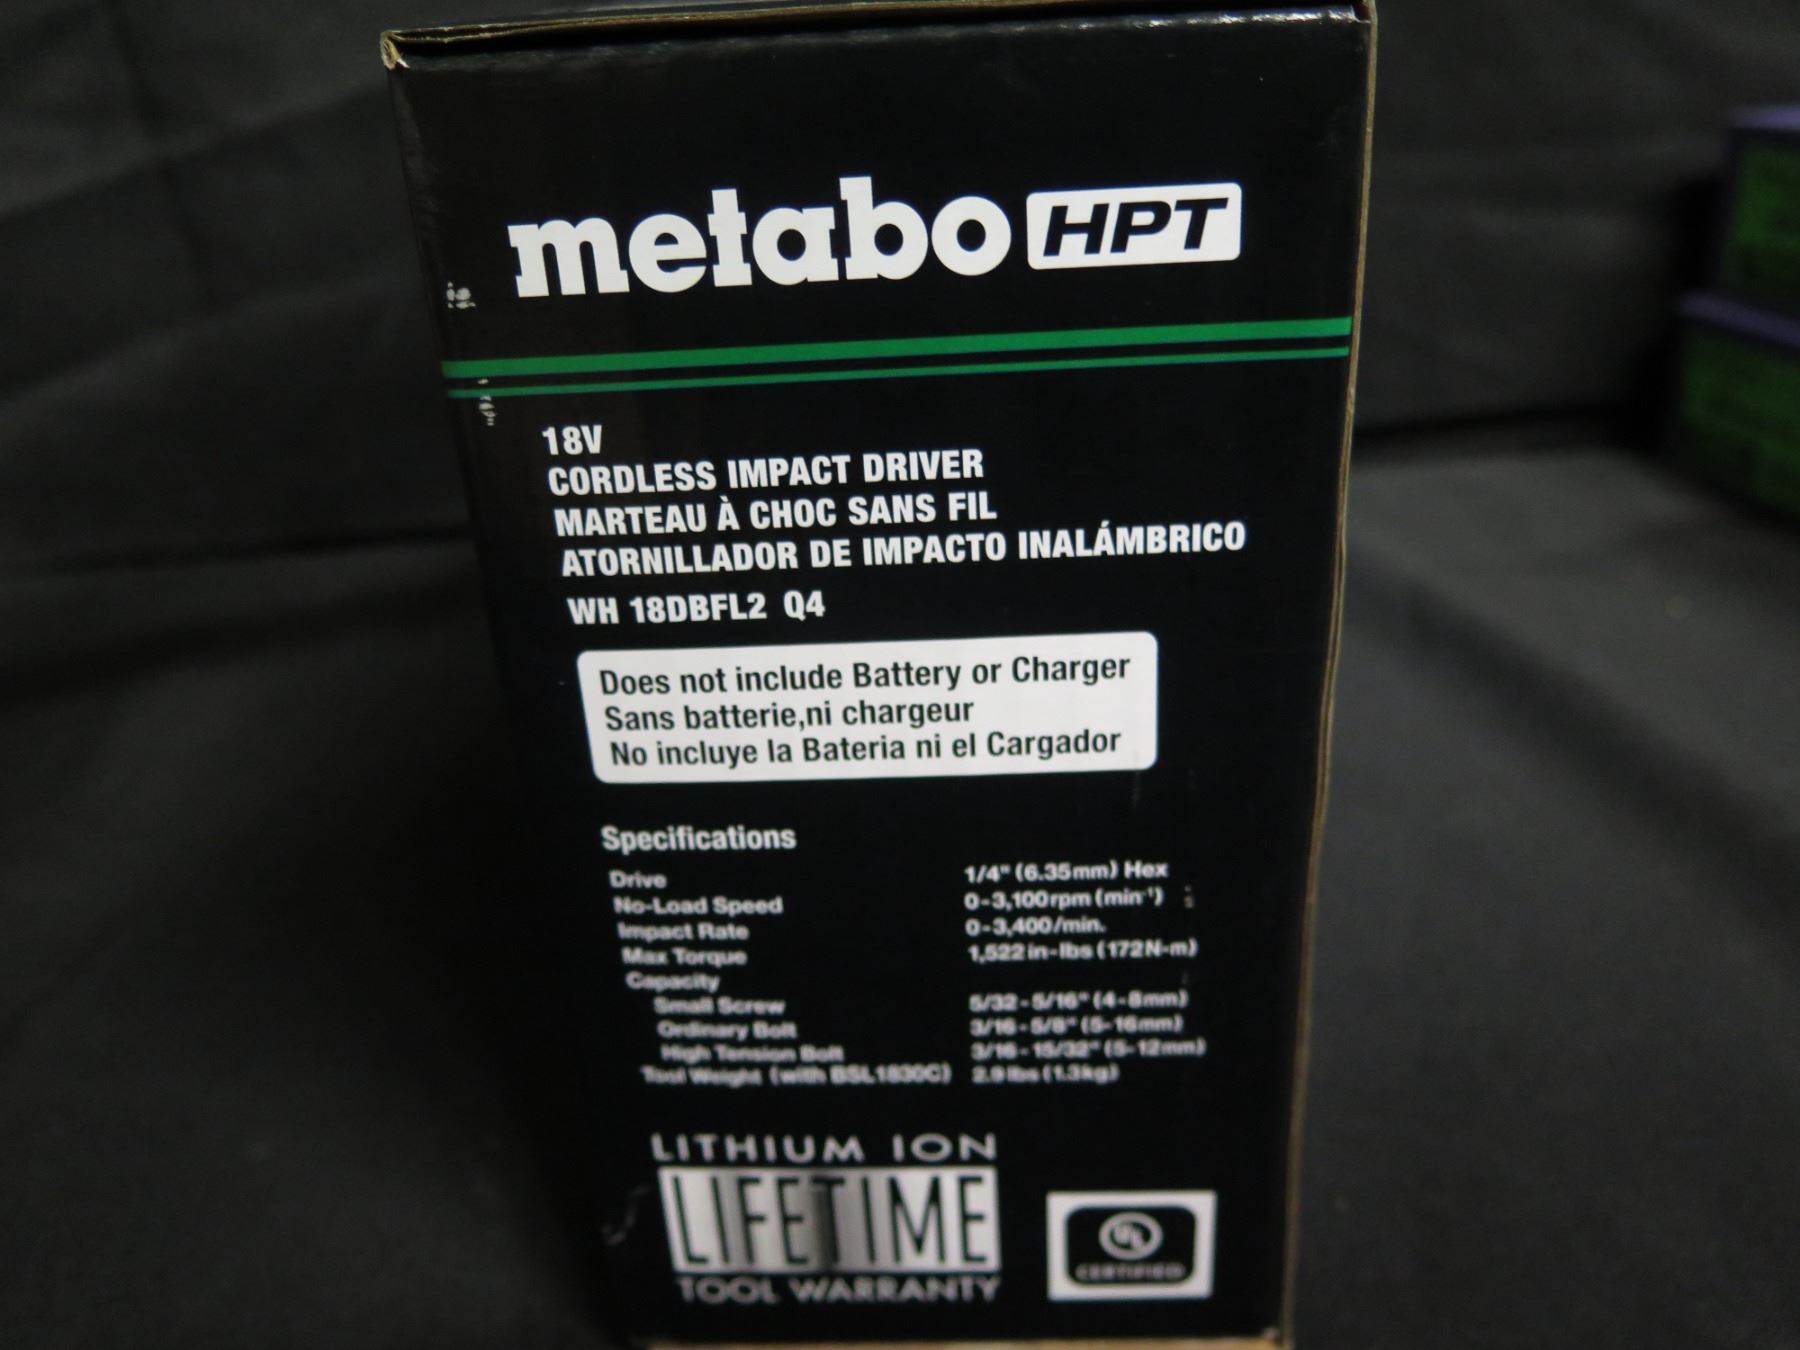 metabo HPT
18V
CORDLESS IMPACT DRIVER
MARTEAU À CHOC SANS FIL
ATORNILLADOR DE IMPACTO INALÁMBRICO
WH 18DBFL2 Q4
Does not include Battery or Charger
Sans batterie,ni chargeur
No incluye la Bateria ni el Cargador
Specifications
Drive 1/4" (6.35mm) Hex
No-Load Speed 0-3,100rpm (min⁻¹)
Impact Rate 0-3,400/min.
Max Torque 1,522in-lbs (172N-m)
Capacity
Small Screw 5/32-5/16" (4-8mm)
Ordinary Bolt 3/16-5/8" (5-16mm)
High Tension Bolt 3/16-15/32" (5-12mm)
Tool Weight (with BSL1830C) 2.9 lbs (1.3kg)
LITHIUM ION
LIFETIME
TOOL WARRANTY
UL
CERTIFIED